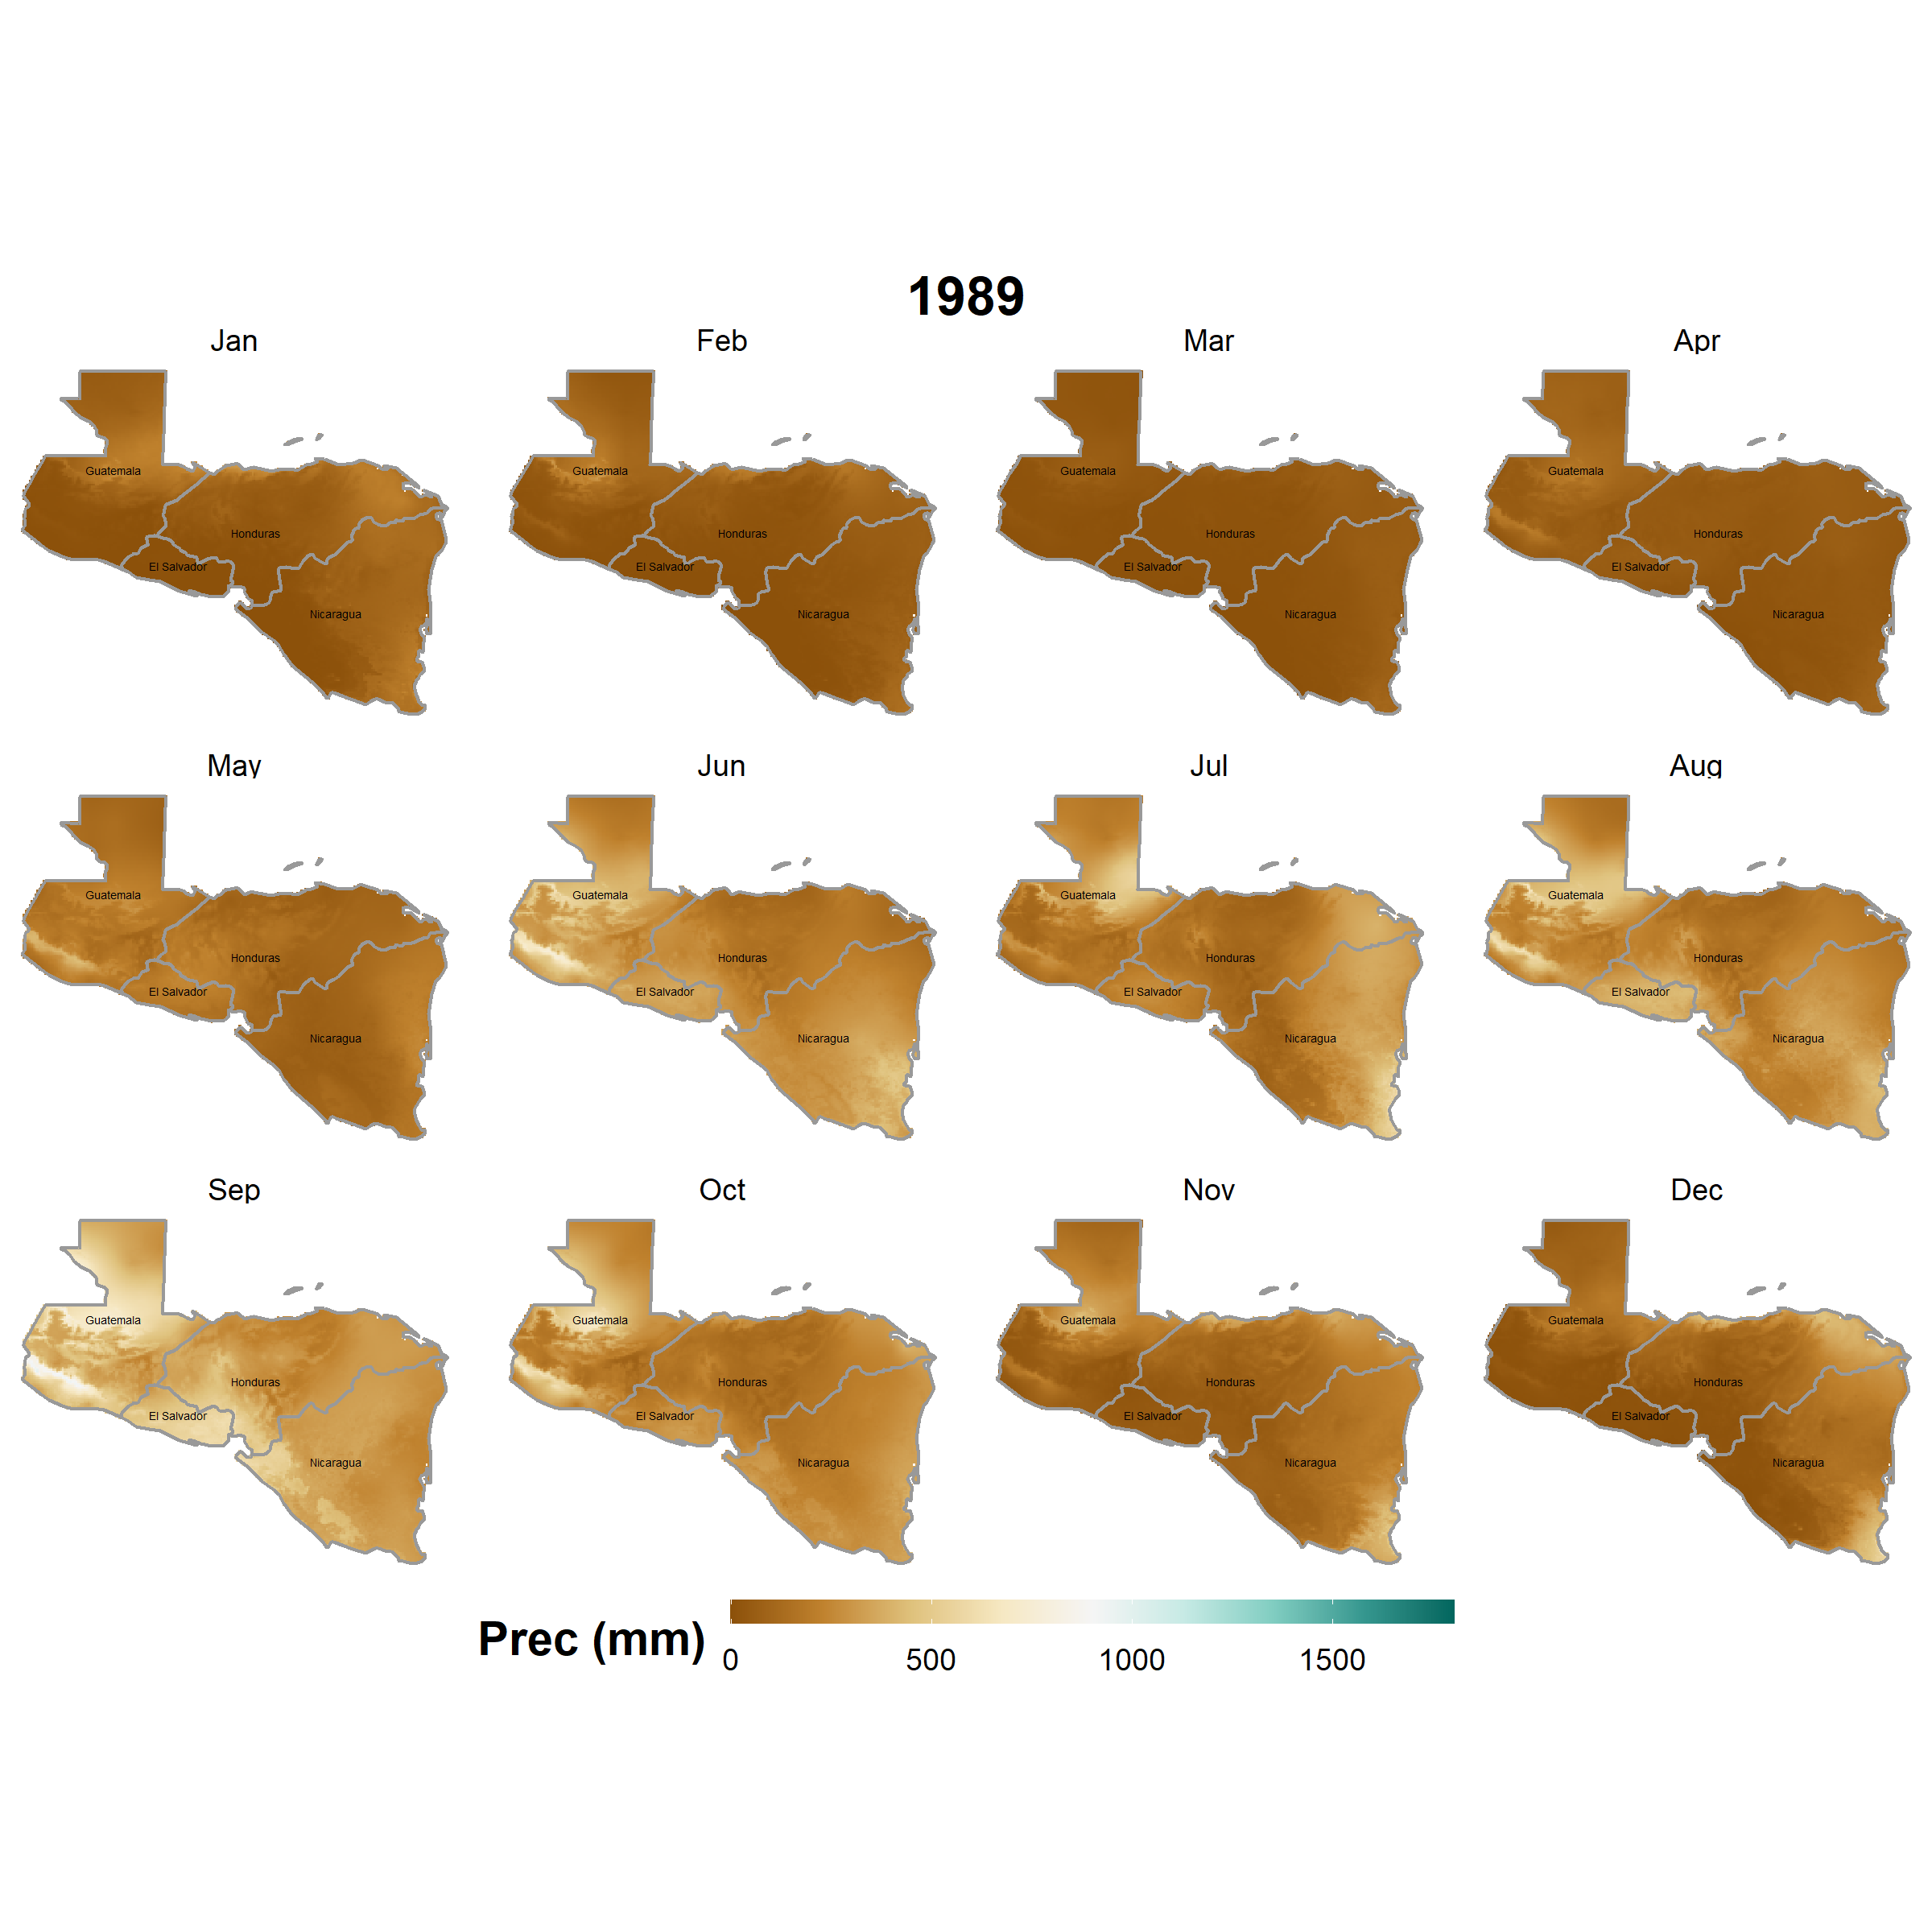 1989
Jan Feb Mar Apr
Guatemala Guatemala Guatemala Guatemala
Honduras Honduras Honduras Honduras
El Salvador El Salvador El Salvador El Salvador
Nicaragua Nicaragua Nicaragua Nicaragua
May Jun Jul Aug
Guatemala Guatemala Guatemala Guatemala
Honduras Honduras Honduras Honduras
El Salvador El Salvador El Salvador El Salvador
Nicaragua Nicaragua Nicaragua Nicaragua
Sep Oct Nov Dec
Guatemala Guatemala Guatemala Guatemala
Honduras Honduras Honduras Honduras
El Salvador El Salvador El Salvador El Salvador
Nicaragua Nicaragua Nicaragua Nicaragua
Prec (mm)
0 500 1000 1500